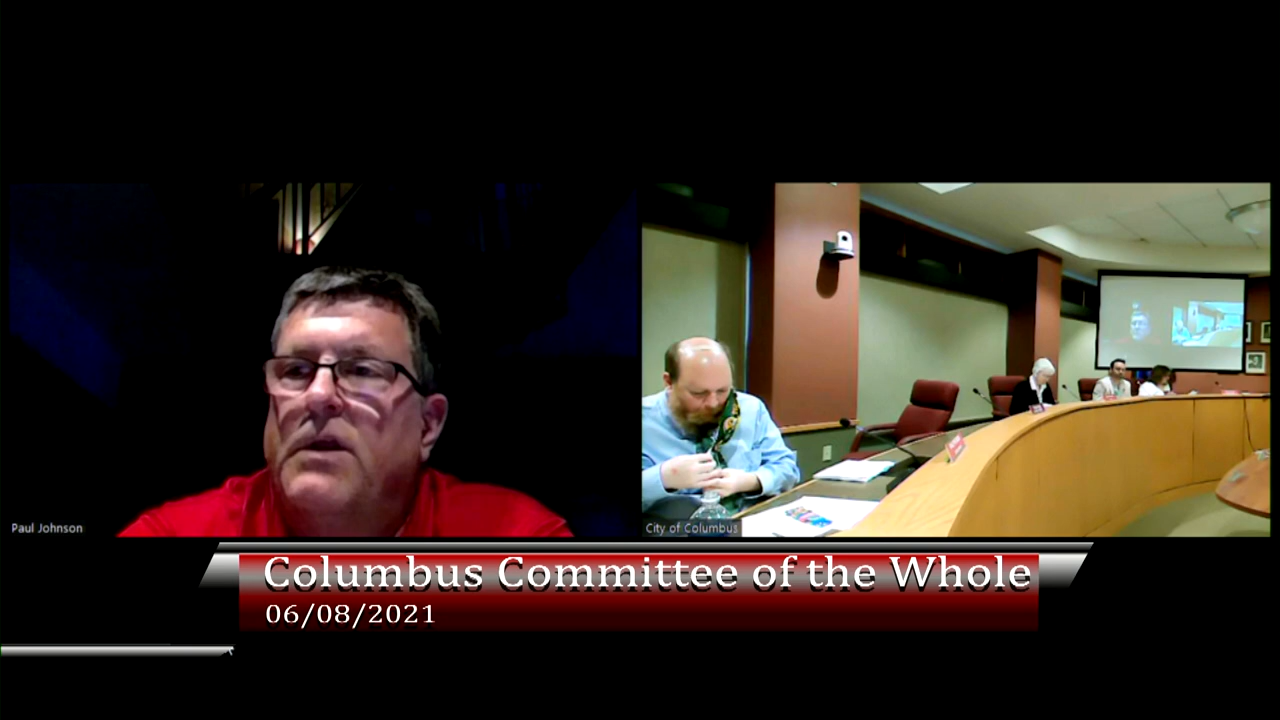 Paul Johnson
City of Columbus
Columbus Committee of the Whole
06/08/2021